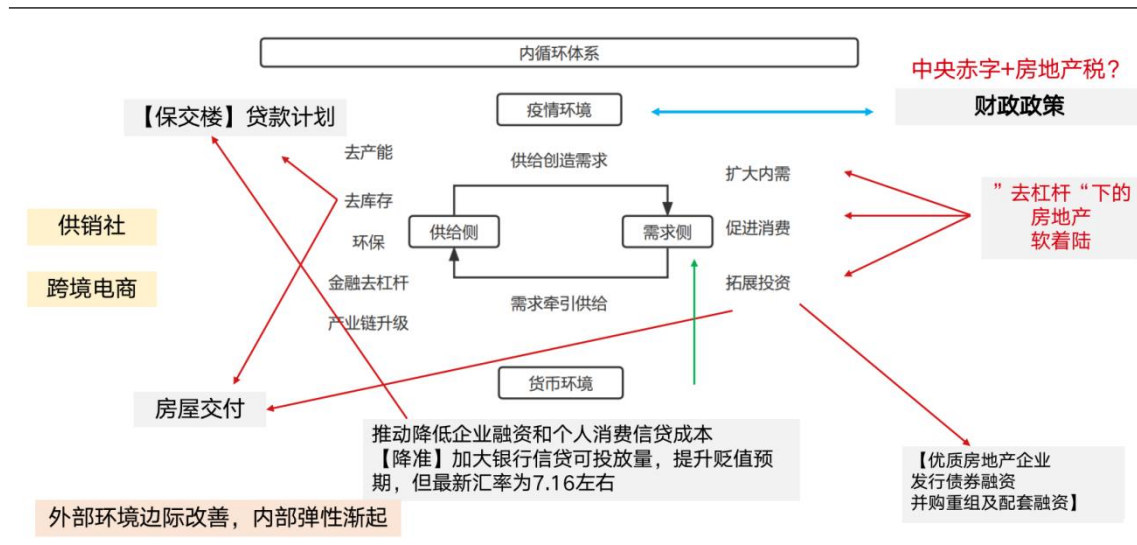 内循环体系
中央赤字+房地产税?
财政政策
疫情环境
【保交楼】贷款计划
去产能
供给创造需求
扩大内需
去库存
供销社
环保
供给侧
需求侧
促进消费
”去杠杆“下的
房地产
软着陆
跨境电商
金融去杠杆
需求牵引供给
拓展投资
产业链升级
货币环境
房屋交付
推动降低企业融资和个人消费信贷成本
【降准】加大银行信贷可投放量，提升贬值预
期，但最新汇率为7.16左右
【优质房地产企业
发行债券融资
并购重组及配套融资】
外部环境边际改善，内部弹性渐起